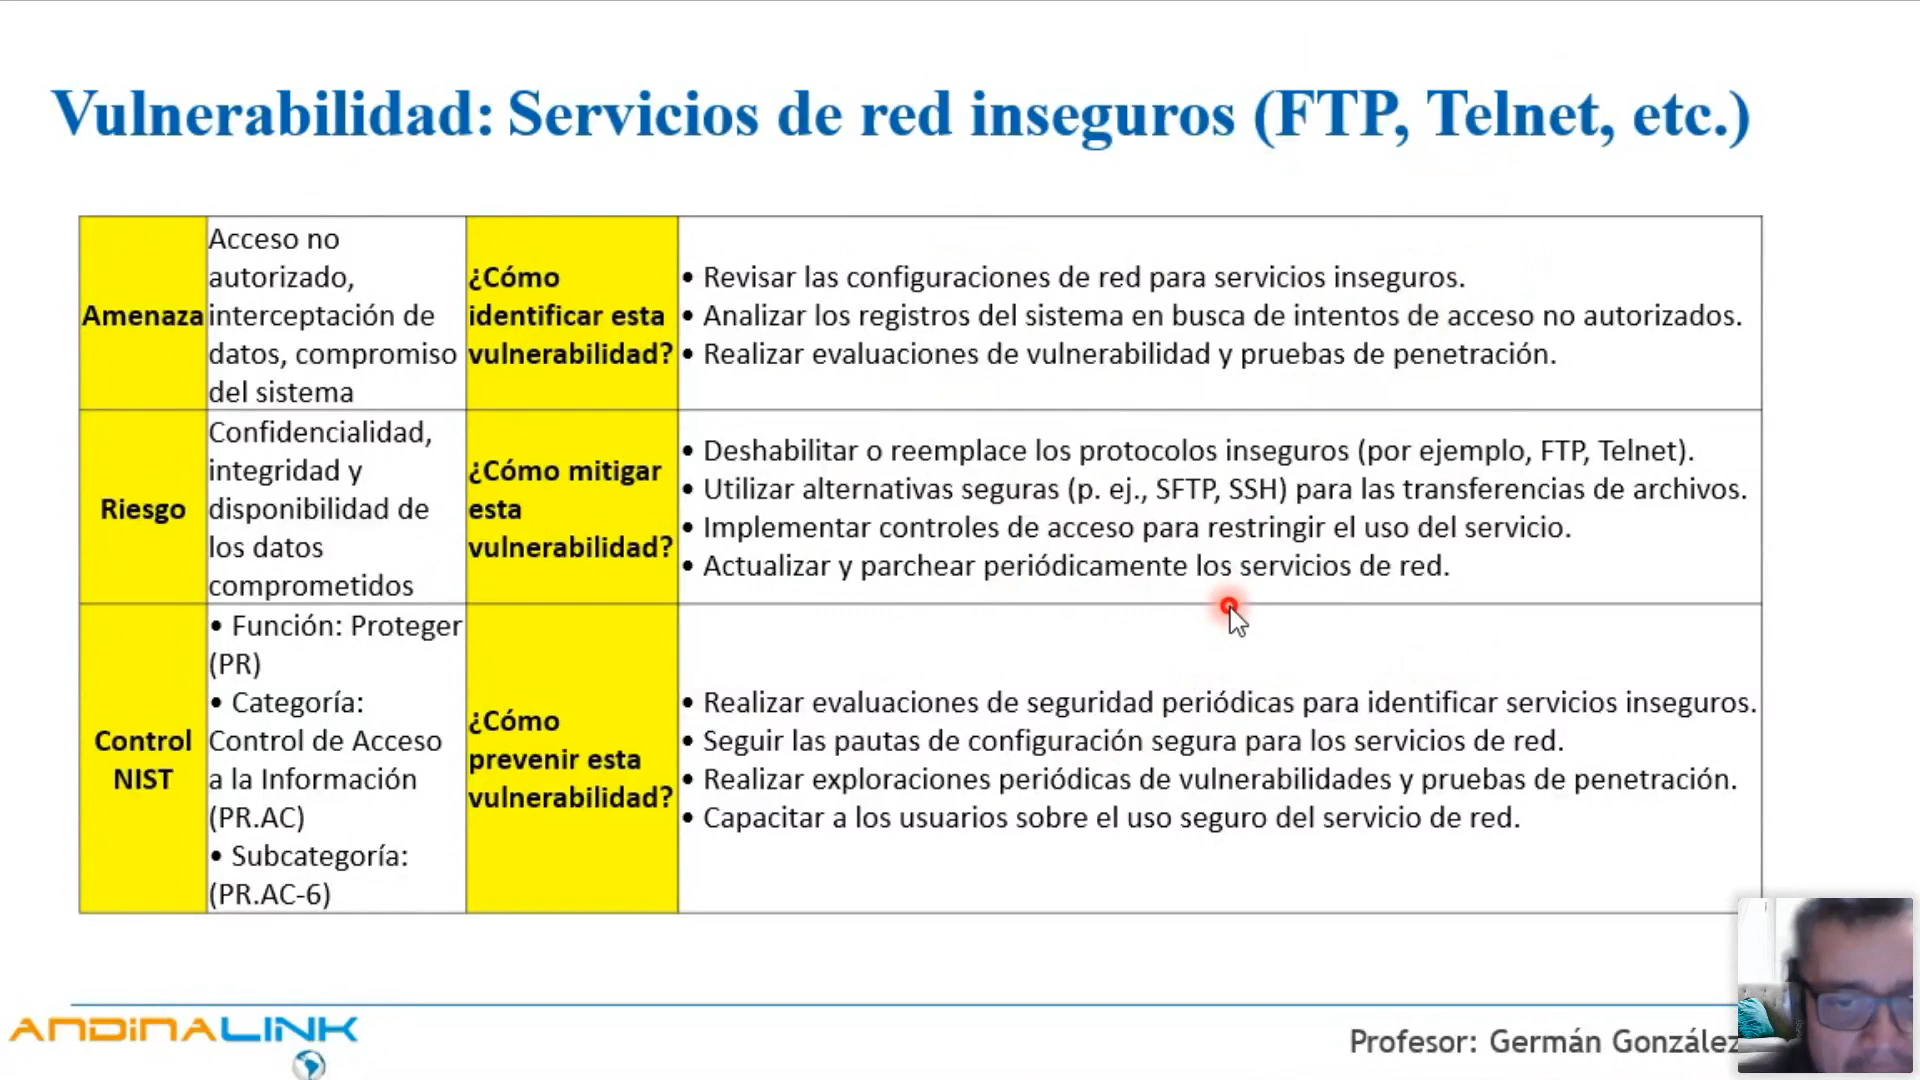 Vulnerabilidad: Servicios de red inseguros (FTP, Telnet, etc.)
Amenaza
Acceso no
autorizado,
interceptación de
datos, compromiso
del sistema
¿Cómo
identificar esta
vulnerabilidad?
• Revisar las configuraciones de red para servicios inseguros.
• Analizar los registros del sistema en busca de intentos de acceso no autorizados.
• Realizar evaluaciones de vulnerabilidad y pruebas de penetración.
Riesgo
Confidencialidad,
integridad y
disponibilidad de
los datos
comprometidos
¿Cómo mitigar
esta
vulnerabilidad?
• Deshabilitar o reemplace los protocolos inseguros (por ejemplo, FTP, Telnet).
• Utilizar alternativas seguras (p. ej., SFTP, SSH) para las transferencias de archivos.
• Implementar controles de acceso para restringir el uso del servicio.
• Actualizar y parchear periódicamente los servicios de red.
Control
NIST
• Función: Proteger
(PR)
• Categoría:
Control de Acceso
a la Información
(PR.AC)
• Subcategoría:
(PR.AC-6)
¿Cómo
prevenir esta
vulnerabilidad?
• Realizar evaluaciones de seguridad periódicas para identificar servicios inseguros.
• Seguir las pautas de configuración segura para los servicios de red.
• Realizar exploraciones periódicas de vulnerabilidades y pruebas de penetración.
• Capacitar a los usuarios sobre el uso seguro del servicio de red.
ANDINALINK
Profesor: Germán González